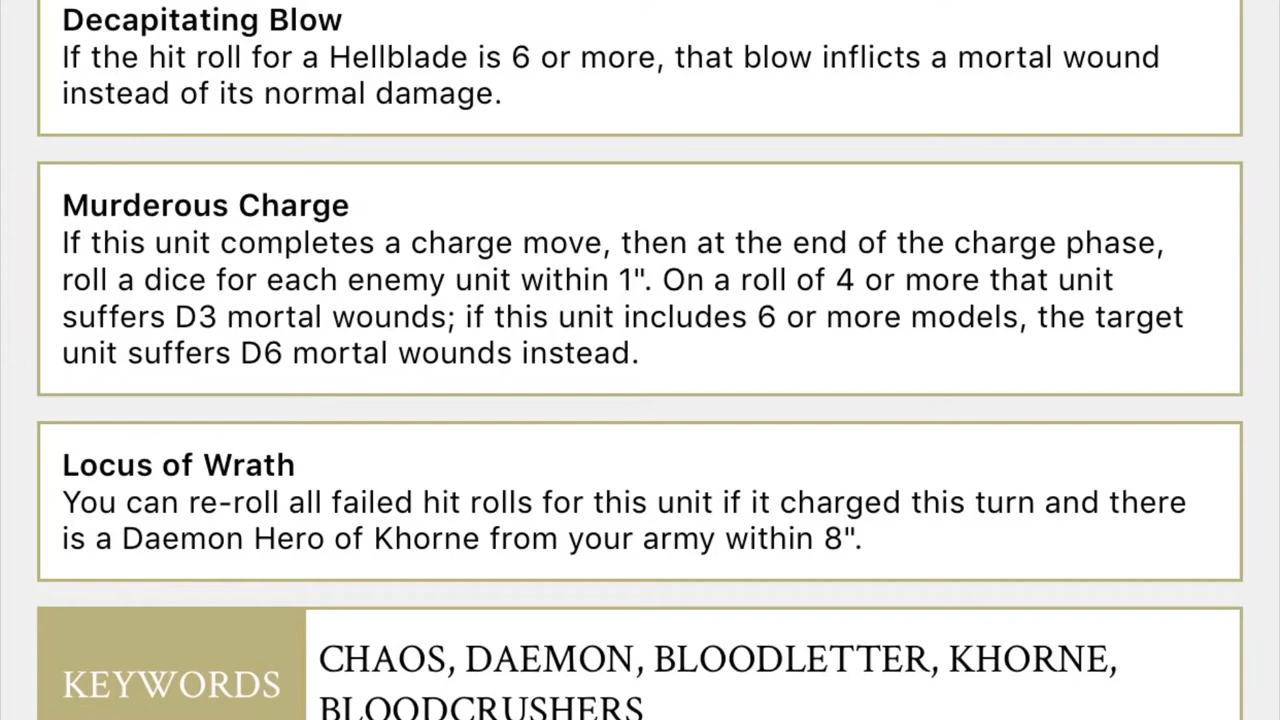 Decapitating Blow
If the hit roll for a Hellblade is 6 or more, that blow inflicts a mortal wound
instead of its normal damage.
Murderous Charge
If this unit completes a charge move, then at the end of the charge phase,
roll a dice for each enemy unit within 1". On a roll of 4 or more that unit
suffers D3 mortal wounds; if this unit includes 6 or more models, the target
unit suffers D6 mortal wounds instead.
Locus of Wrath
You can re-roll all failed hit rolls for this unit if it charged this turn and there
is a Daemon Hero of Khorne from your army within 8".
KEYWORDS
CHAOS, DAEMON, BLOODLETTER, KHORNE,
BLOODCRUSHERS